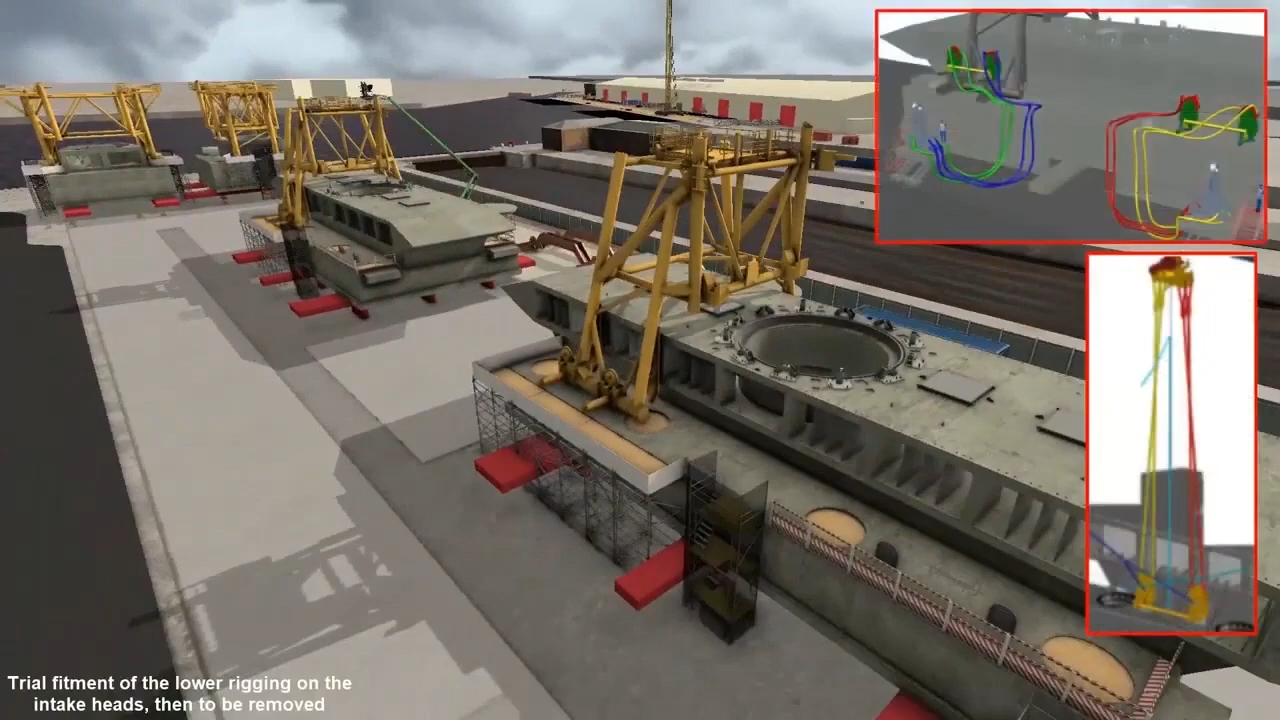 Trial fitment of the lower rigging on the
intake heads, then to be removed